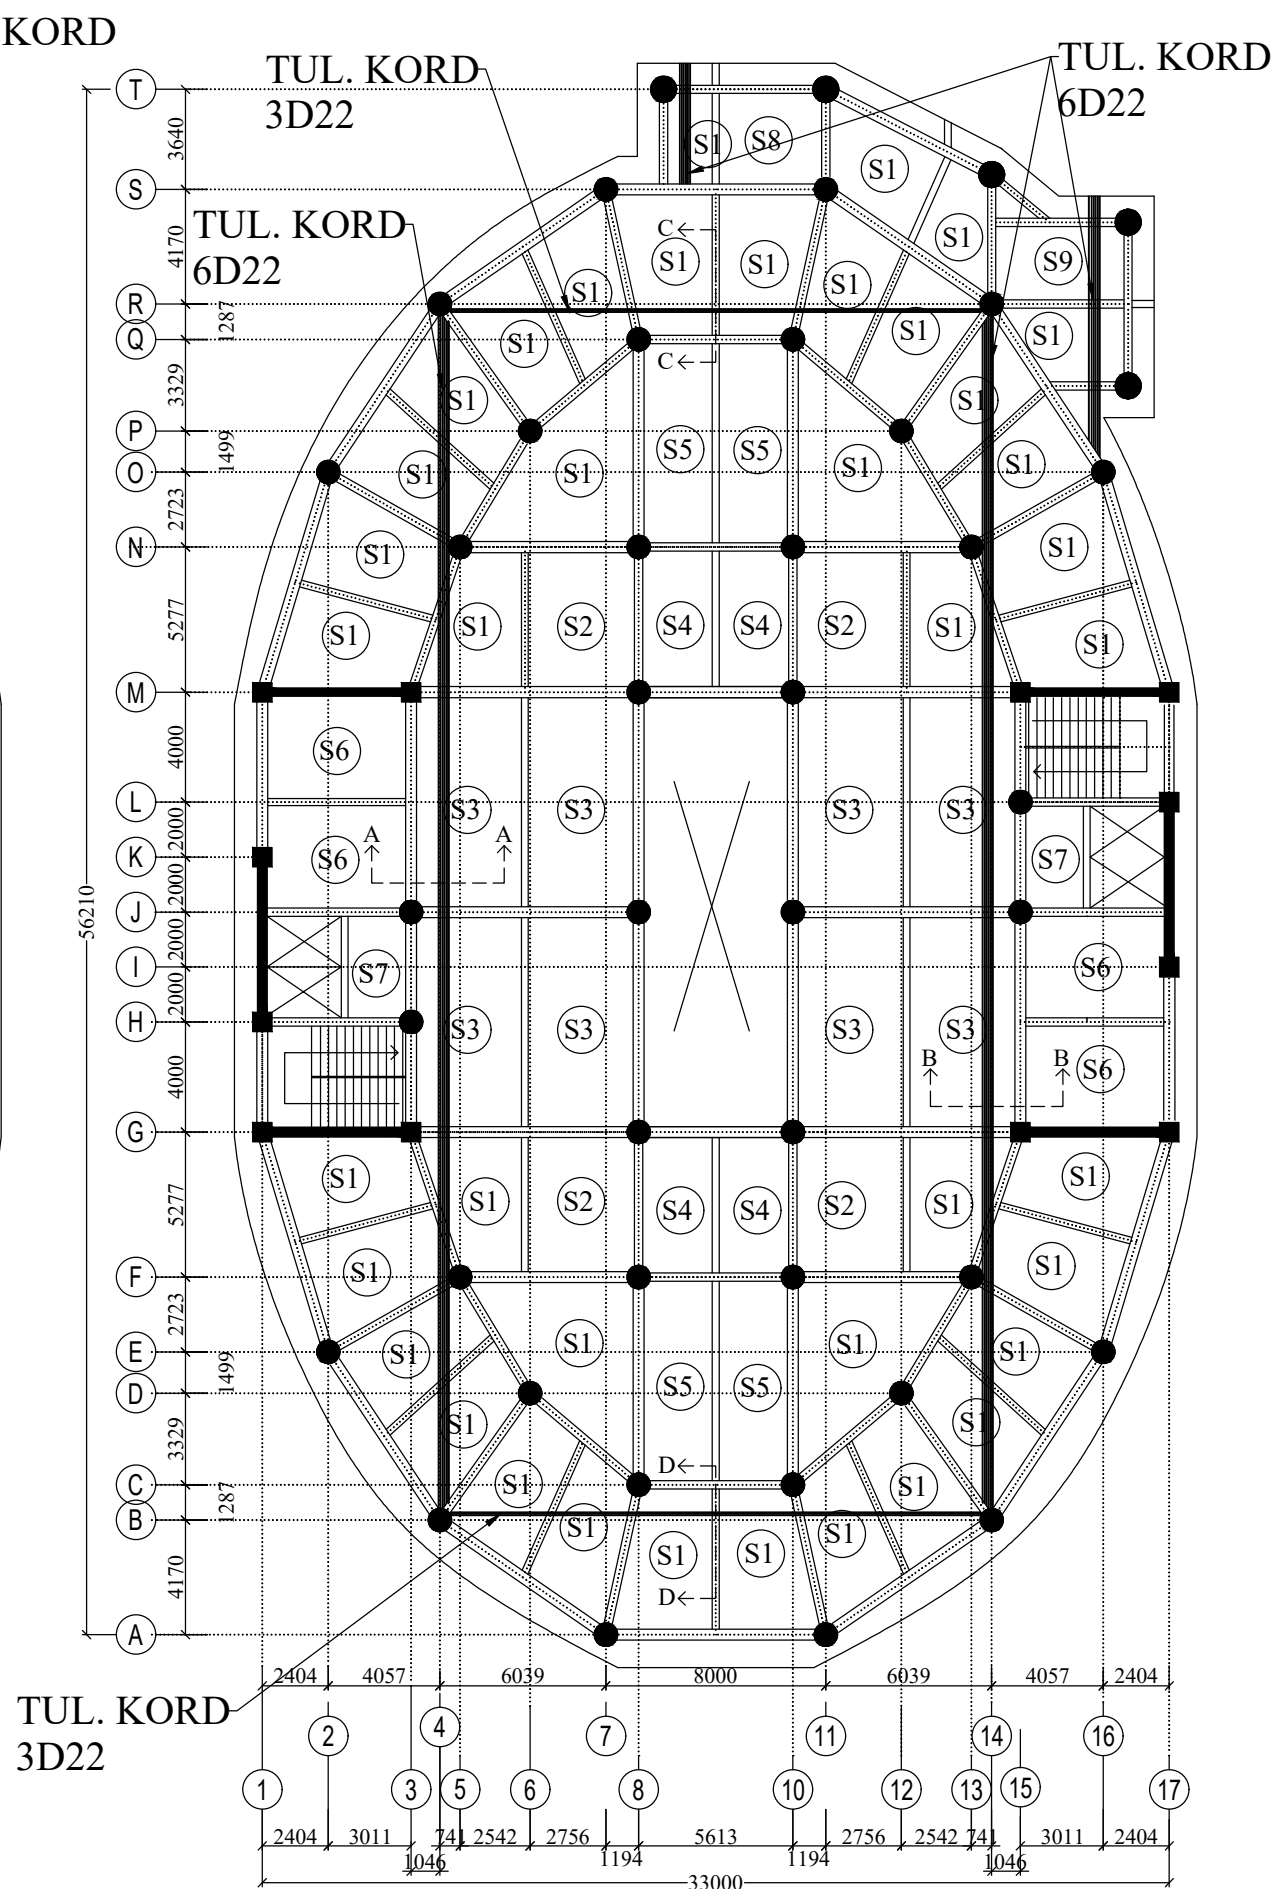 KORD
TUL. KORD
3D22
TUL. KORD
6D22
TUL. KORD
6D22
T
3640
S1
S8
S1
S
4170
C
S1
S1
S1
S1
S9
S1
R
1287
S1
S1
S1
S1
Q
C
3329
S1
S1
P
1499
S5
S5
O
S1
S1
S1
S1
2723
N
S1
S1
5277
S1
S1
S2
S4
S4
S2
S1
S1
M
4000
S6
L
S3
S3
S3
S3
2000
A
A
K
S6
S7
2000
J
56210
2000
I
S7
S6
2000
H
S3
S3
S3
S3
4000
B
B
S6
G
S1
S1
5277
S1
S2
S4
S4
S2
S1
F
S1
S1
2723
E
S1
S1
S1
S1
1499
D
S5
S5
3329
S1
S1
D
C
S1
S1
1287
B
S1
S1
4170
S1
S1
D
A
2404
4057
6039
8000
6039
4057
2404
TUL. KORD
3D22
2
4
7
11
14
16
1
3
5
6
8
10
12
13
15
17
2404
3011
741
2542
2756
5613
2756
2542
741
3011
2404
1046
1194
1194
1046
33000